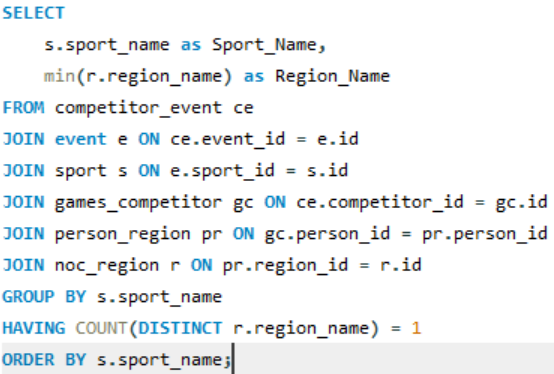 SELECT
    s.sport_name as Sport_Name,
    min(r.region_name) as Region_Name
FROM competitor_event ce
JOIN event e ON ce.event_id = e.id
JOIN sport s ON e.sport_id = s.id
JOIN games_competitor gc ON ce.competitor_id = gc.id
JOIN person_region pr ON gc.person_id = pr.person_id
JOIN noc_region r ON pr.region_id = r.id
GROUP BY s.sport_name
HAVING COUNT(DISTINCT r.region_name) = 1
ORDER BY s.sport_name;